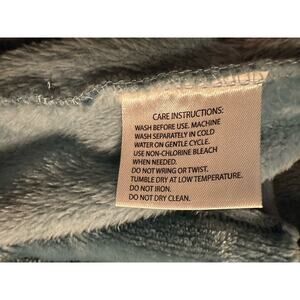 CARE INSTRUCTIONS:
WASH BEFORE USE. MACHINE
WASH SEPARATELY IN COLD
WATER ON GENTLE CYCLE.
USE NON-CHLORINE BLEACH
WHEN NEEDED.
DO NOT WRING OR TWIST.
TUMBLE DRY AT LOW TEMPERATURE.
DO NOT IRON.
DO NOT DRY CLEAN.